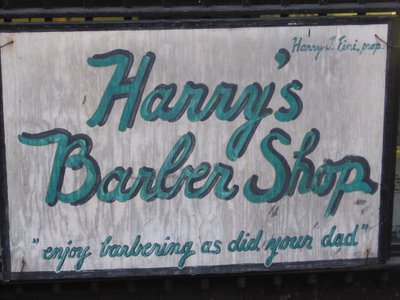 Harry J. Fini, prop.
Harry's
Barber Shop
"enjoy barbering as did your dad"